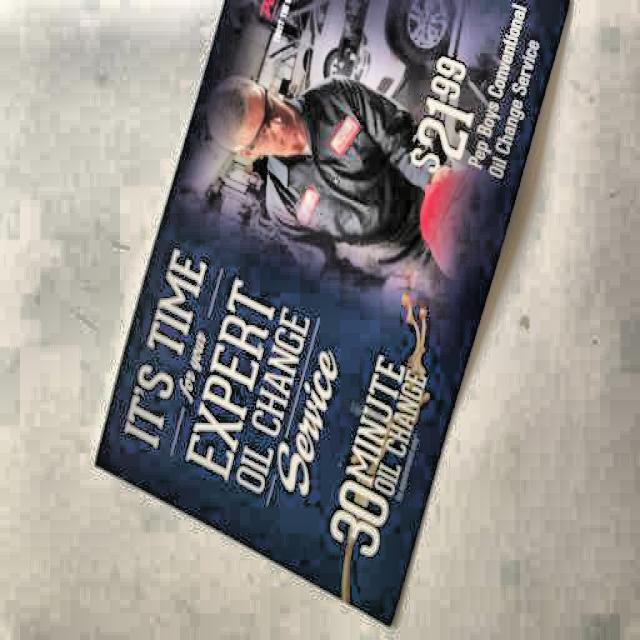 IT'S TIME
for your
EXPERT
OIL CHANGE
Service
30 MINUTE
OIL CHANGE
$21.99
Pep Boys Conventional
Oil Change Service